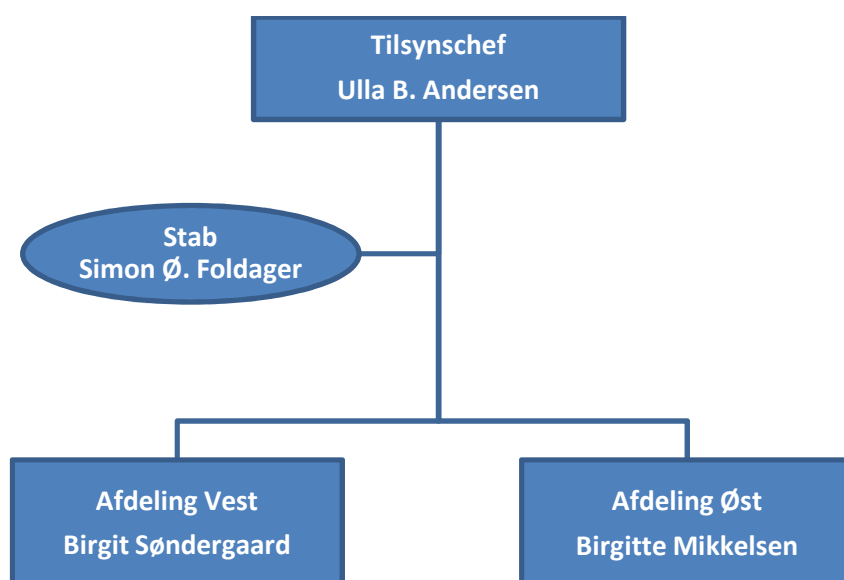 Tilsynschef
Ulla B. Andersen
Stab
Simon Ø. Foldager
Afdeling Vest
Birgit Søndergaard
Afdeling Øst
Birgitte Mikkelsen